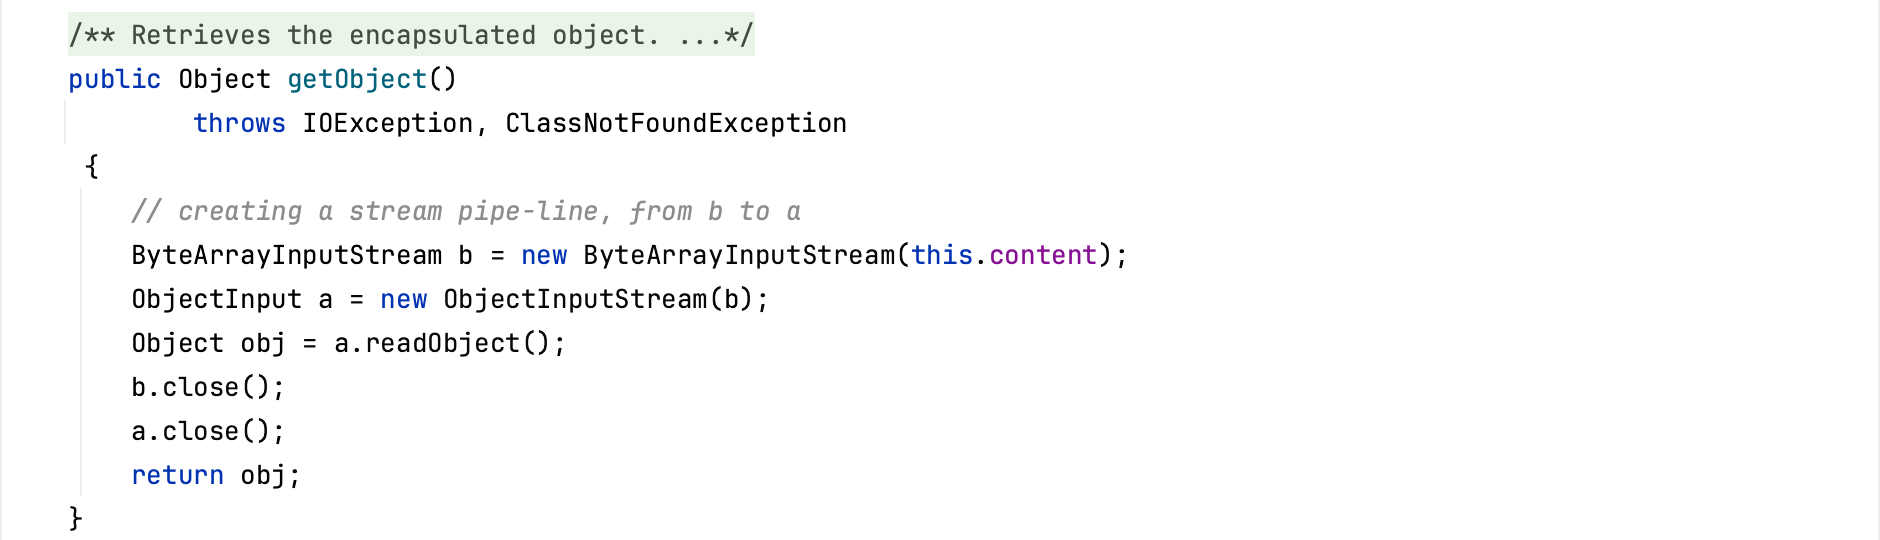 /** Retrieves the encapsulated object. ...*/
public Object getObject()
throws IOException, ClassNotFoundException
{
// creating a stream pipe-line, from b to a
ByteArrayInputStream b = new ByteArrayInputStream(this.content);
ObjectInput a = new ObjectInputStream(b);
Object obj = a.readObject();
b.close();
a.close();
return obj;
}